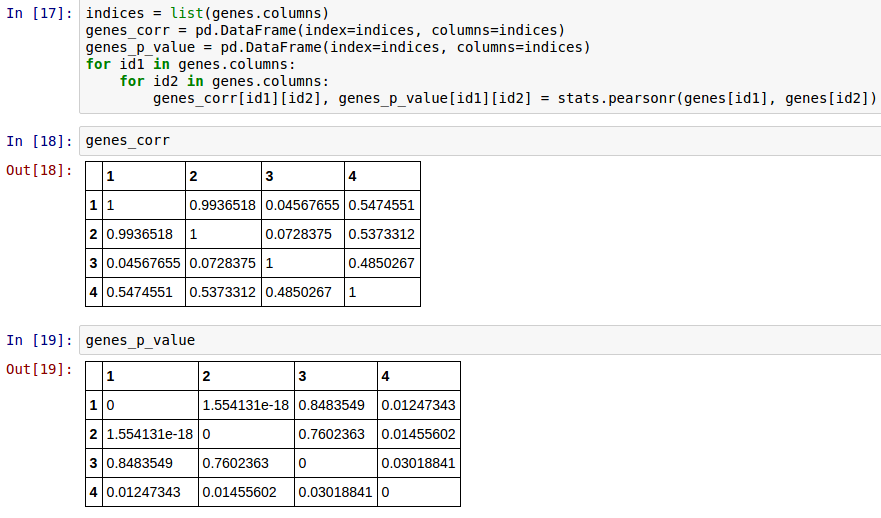 In [17]: indices = list(genes.columns)
genes_corr = pd.DataFrame(index=indices, columns=indices)
genes_p_value = pd.DataFrame(index=indices, columns=indices)
for id1 in genes.columns:
    for id2 in genes.columns:
        genes_corr[id1][id2], genes_p_value[id1][id2] = stats.pearsonr(genes[id1], genes[id2])
In [18]: genes_corr
Out[18]:
1 2 3 4
1 1 0.9936518 0.04567655 0.5474551
2 0.9936518 1 0.0728375 0.5373312
3 0.04567655 0.0728375 1 0.4850267
4 0.5474551 0.5373312 0.4850267 1
In [19]: genes_p_value
Out[19]:
1 2 3 4
1 0 1.554131e-18 0.8483549 0.01247343
2 1.554131e-18 0 0.7602363 0.01455602
3 0.8483549 0.7602363 0 0.03018841
4 0.01247343 0.01455602 0.03018841 0